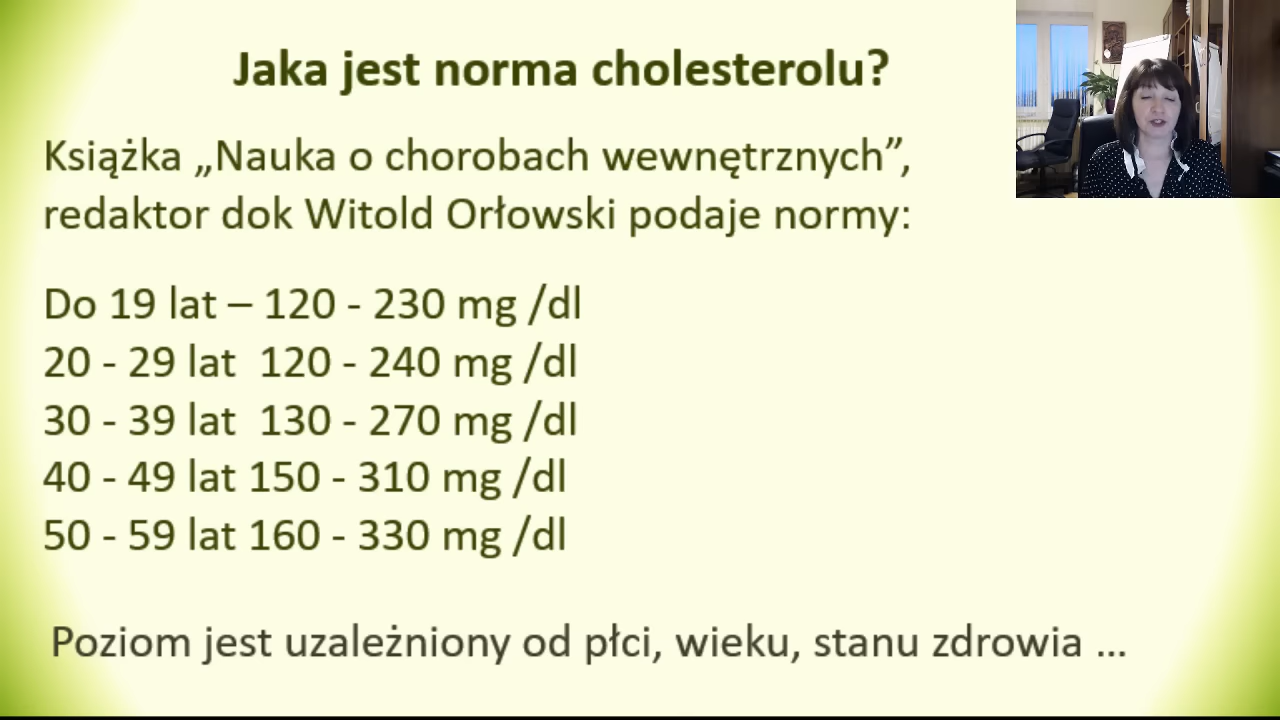 Jaka jest norma cholesterolu?
Książka „Nauka o chorobach wewnętrznych”,
redaktor dok Witold Orłowski podaje normy:
Do 19 lat – 120 - 230 mg /dl
20 - 29 lat 120 - 240 mg /dl
30 - 39 lat 130 - 270 mg /dl
40 - 49 lat 150 - 310 mg /dl
50 - 59 lat 160 - 330 mg /dl
Poziom jest uzależniony od płci, wieku, stanu zdrowia ...